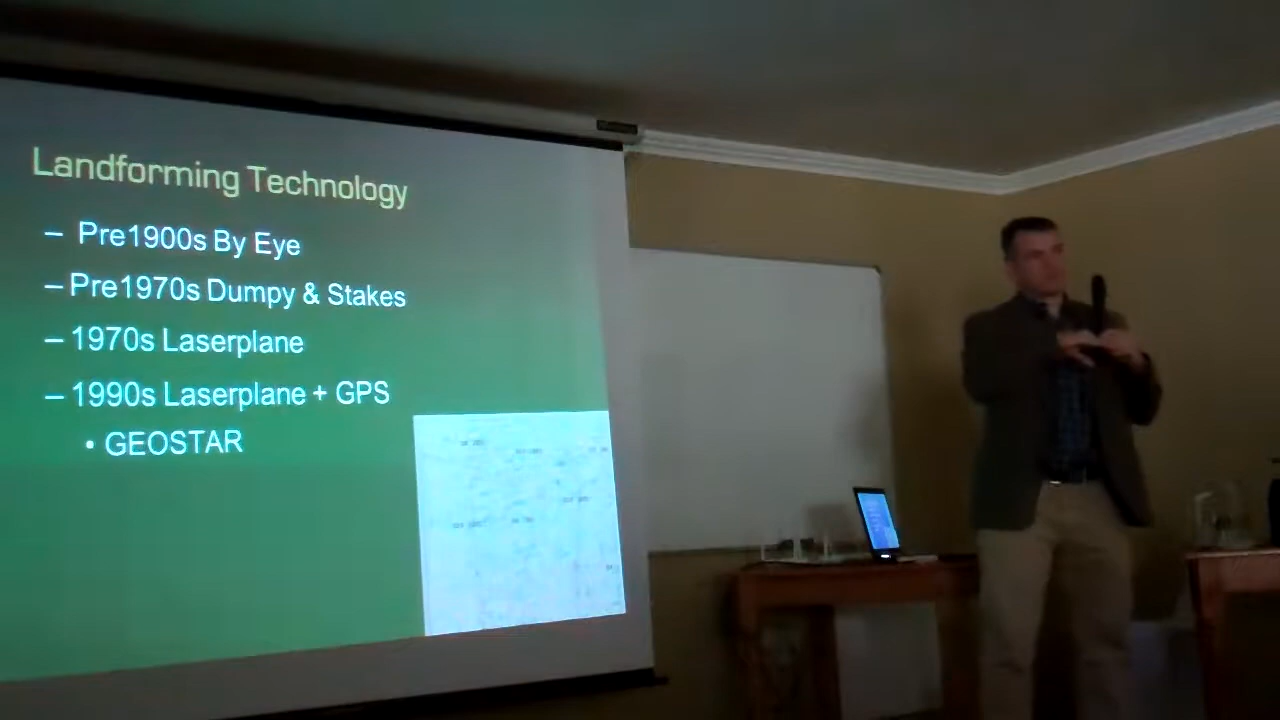 Landforming Technology
– Pre1900s By Eye
– Pre1970s Dumpy & Stakes
– 1970s Laserplane
– 1990s Laserplane + GPS
• GEOSTAR